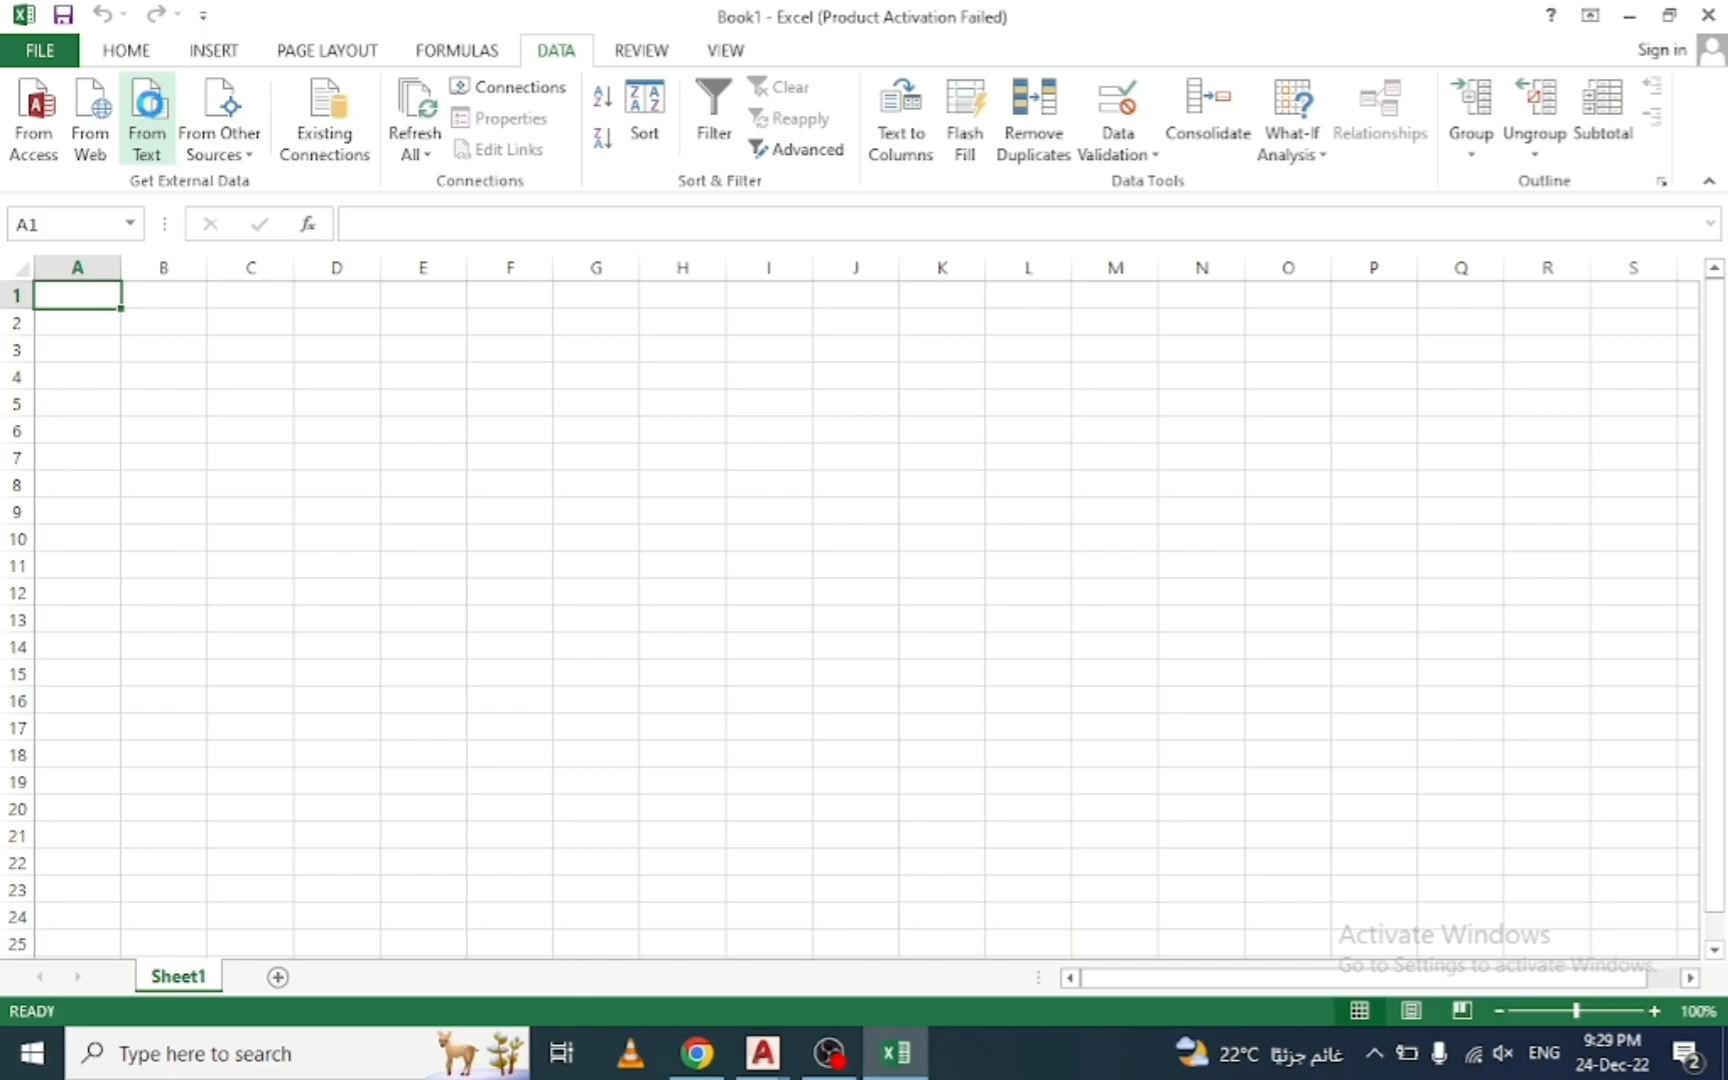 Book1 - Excel (Product Activation Failed)
?
FILE HOME INSERT PAGE LAYOUT FORMULAS DATA REVIEW VIEW
Sign in
From Access
From Web
From Text
From Other Sources
Existing Connections
Get External Data
Refresh All
Connections
Properties
Edit Links
Connections
Sort
Filter
Clear
Reapply
Advanced
Sort & Filter
Text to Columns
Flash Fill
Remove Duplicates
Data Validation
Consolidate
What-If Analysis
Relationships
Data Tools
Group
Ungroup
Subtotal
Outline
A1
fx
A B C D E F G H I J K L M N O P Q R S
1
2
3
4
5
6
7
8
9
10
11
12
13
14
15
16
17
18
19
20
21
22
23
24
25
Activate Windows
Go to Settings to activate Windows.
Sheet1
READY
100%
Type here to search
22°C غائم جزئيًا
ENG
9:29 PM
24-Dec-22
2